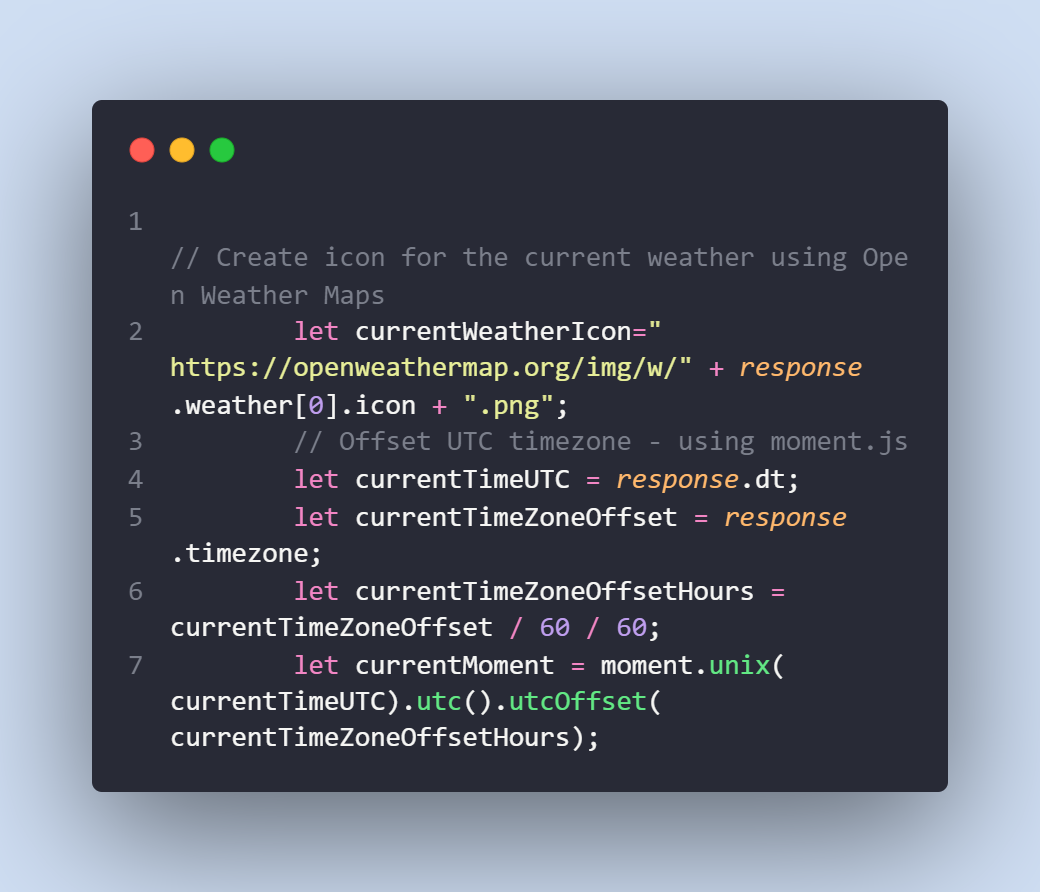 1
// Create icon for the current weather using Ope
n Weather Maps
2 let currentWeatherIcon="
https://openweathermap.org/img/w/" + response
.weather[0].icon + ".png";
3 // Offset UTC timezone - using moment.js
4 let currentTimeUTC = response.dt;
5 let currentTimeZoneOffset = response
.timezone;
6 let currentTimeZoneOffsetHours =
currentTimeZoneOffset / 60 / 60;
7 let currentMoment = moment.unix(
currentTimeUTC).utc().utcOffset(
currentTimeZoneOffsetHours);